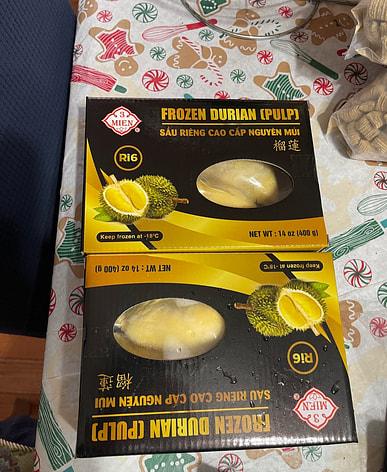 3
MIEN
FROZEN DURIAN (PULP)
SẦU RIÊNG CAO CẤP NGUYÊN MÚI
榴蓮
Ri6
Keep frozen at -18°C
NET WT : 14 oz (400 g)
NET WT : 14 oz (400 g)
Keep frozen at -18°C
Ri6
榴蓮
SẦU RIÊNG CAO CẤP NGUYÊN MÚI
FROZEN DURIAN (PULP)
3
MIEN